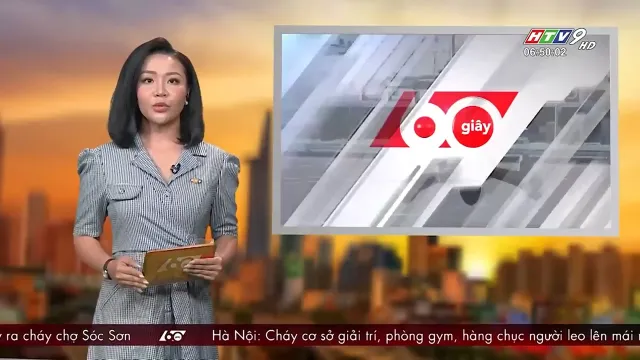 HTV9 HD
06:50:02
60 giây
60
y ra cháy chợ Sóc Sơn 60 Hà Nội: Cháy cơ sở giải trí, phòng gym, hàng chục người leo lên mái